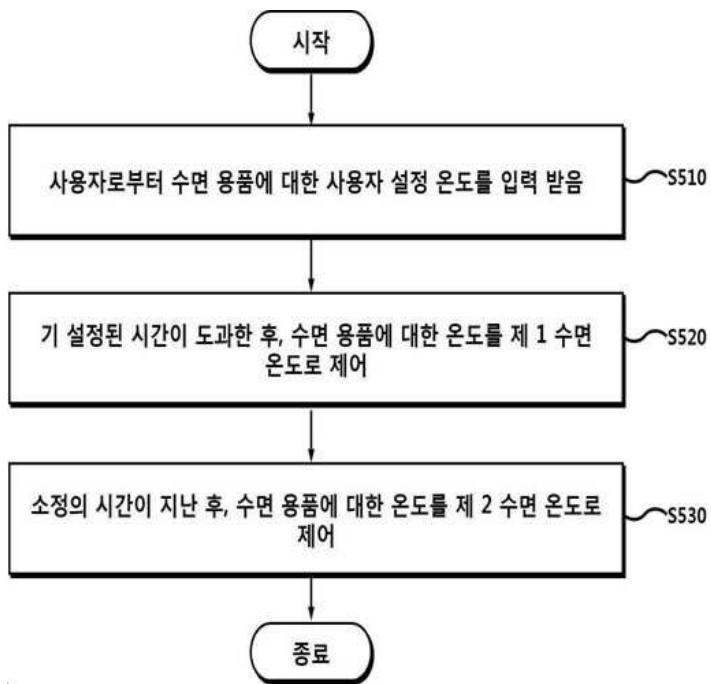 시작
사용자로부터 수면 용품에 대한 사용자 설정 온도를 입력 받음
S510
기 설정된 시간이 도과한 후, 수면 용품에 대한 온도를 제 1 수면
온도로 제어
S520
소정의 시간이 지난 후, 수면 용품에 대한 온도를 제 2 수면 온도로
제어
S530
종료